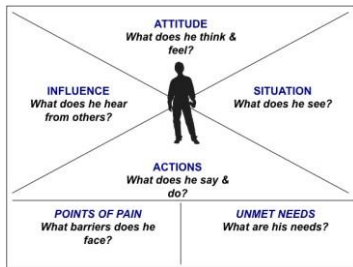 ATTITUDE
What does he think &
feel?
INFLUENCE
What does he hear
from others?
SITUATION
What does he see?
ACTIONS
What does he say &
do?
POINTS OF PAIN
What barriers does he
face?
UNMET NEEDS
What are his needs?